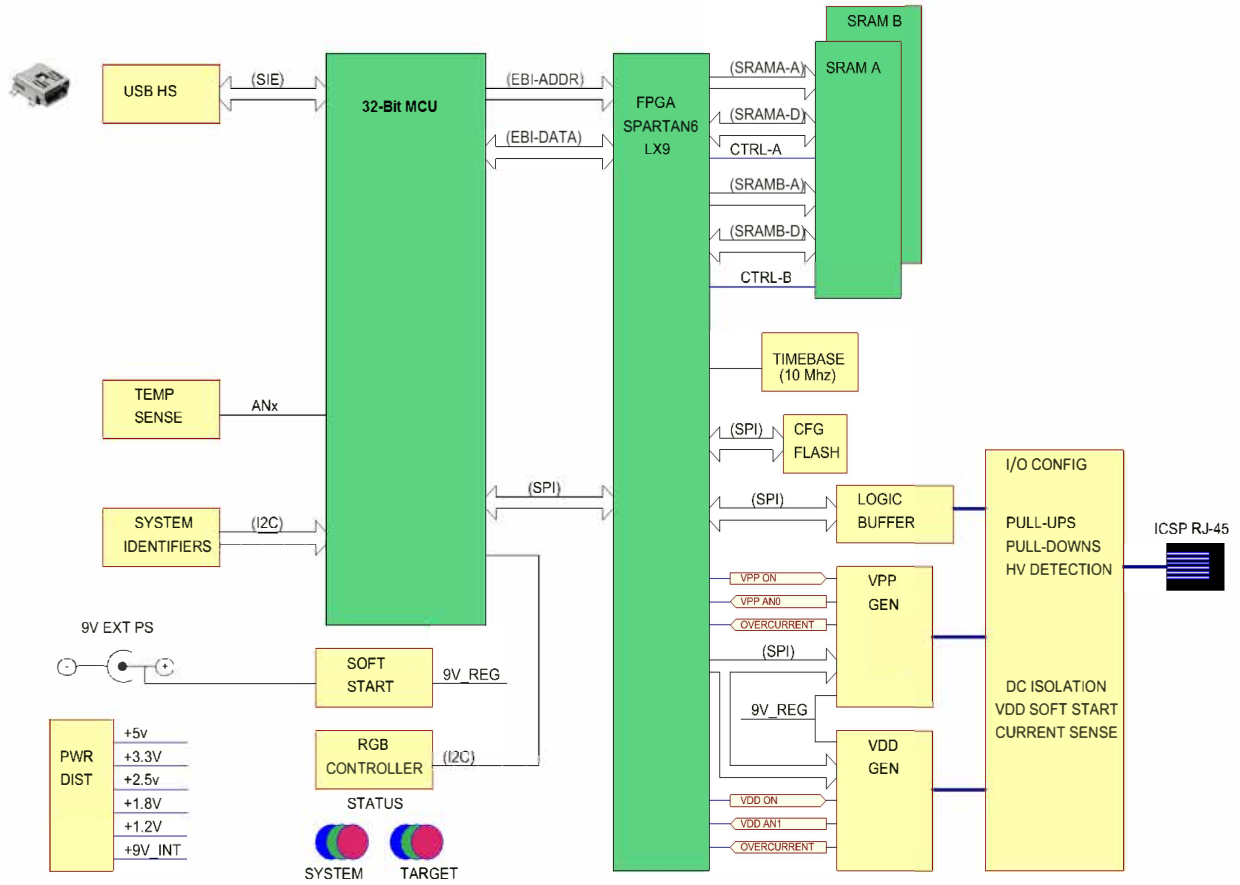 SRAM B
SRAM A
USB HS
(SIE)
32-Bit MCU
(EBI-ADDR)
(EBI-DATA)
FPGA
SPARTAN6
LX9
(SRAMA-A)
(SRAMA-D)
CTRL-A
(SRAMB-A)
(SRAMB-D)
CTRL-B
TIMEBASE
(10 Mhz)
TEMP
SENSE
ANx
(SPI)
CFG
FLASH
(SPI)
SYSTEM
IDENTIFIERS
(I2C)
(SPI)
LOGIC
BUFFER
I/O CONFIG
PULL-UPS
PULL-DOWNS
HV DETECTION
DC ISOLATION
VDD SOFT START
CURRENT SENSE
ICSP RJ-45
VPP ON
VPP AN0
OVERCURRENT
(SPI)
VPP
GEN
9V_REG
9V EXT PS
SOFT
START
9V_REG
RGB
CONTROLLER
(I2C)
VDD
GEN
VDD ON
VDD AN1
OVERCURRENT
PWR
DIST
+5v
+3.3V
+2.5v
+1.8V
+1.2V
+9V_INT
STATUS
SYSTEM
TARGET